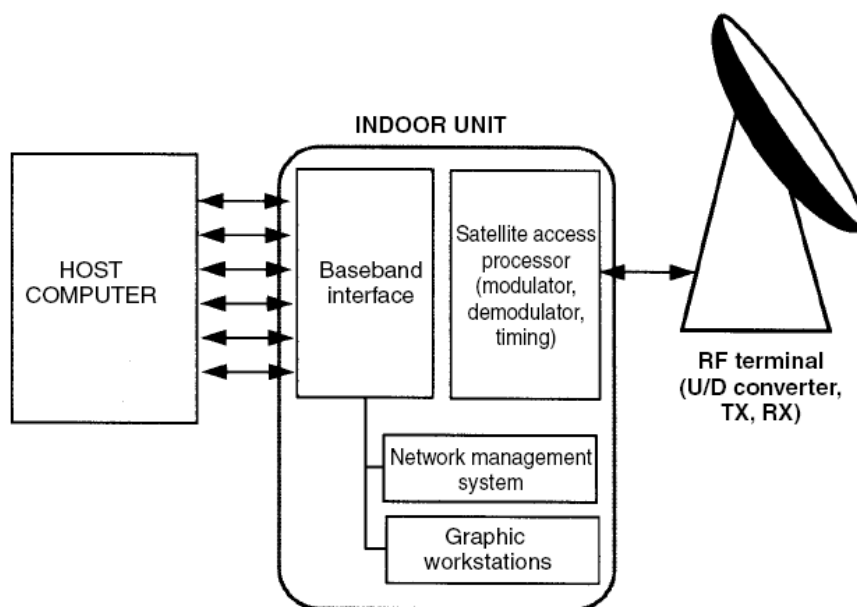 INDOOR UNIT
HOST
COMPUTER
Baseband
interface
Satellite access
processor
(modulator,
demodulator,
timing)
RF terminal
(U/D converter,
TX, RX)
Network management
system
Graphic
workstations